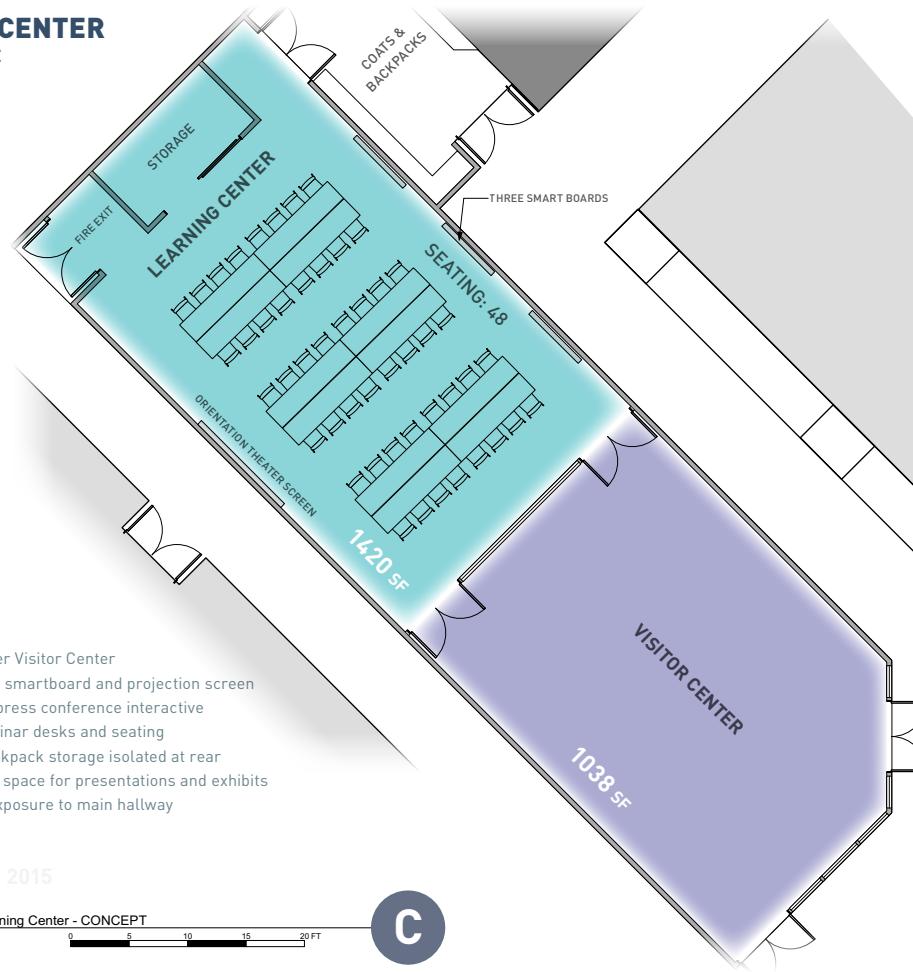 CENTER
COATS &
BACKPACKS
STORAGE
LEARNING CENTER
FIRE EXIT
THREE SMART BOARDS
SEATING: 48
ORIENTATION THEATER SCREEN
1420 SF
VISITOR CENTER
1038 SF
er Visitor Center
smartboard and projection screen
press conference interactive
inar desks and seating
kpack storage isolated at rear
space for presentations and exhibits
xposure to main hallway
2015
ning Center - CONCEPT
0 5 10 15 20 FT
C